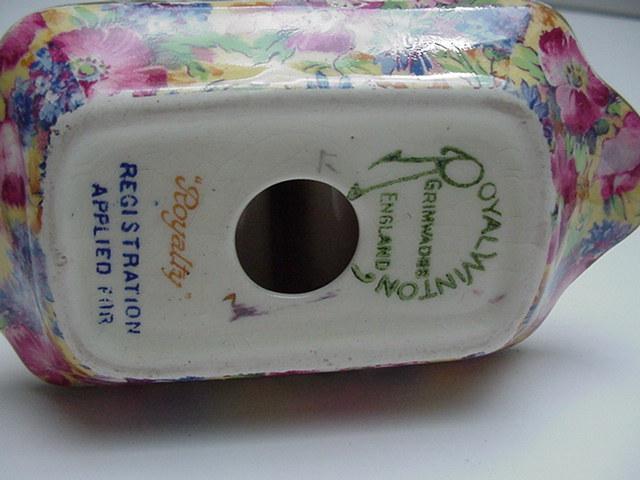 ROYAL WINTON
GRIMWADES
ENGLAND
"Royalty"
REGISTRATION
APPLIED FOR